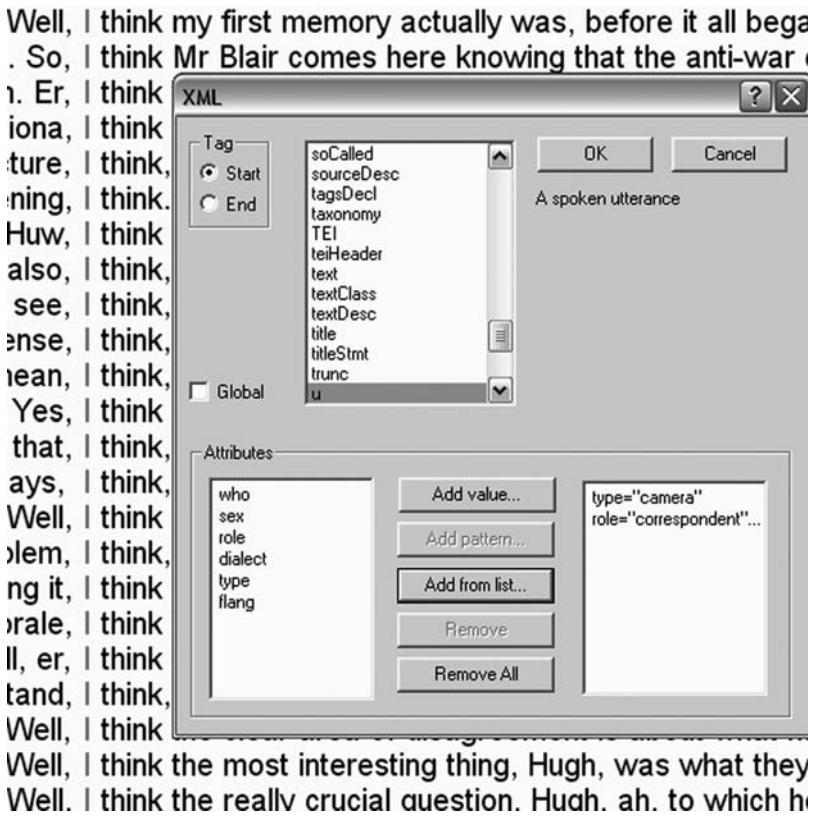 Well, I think my first memory actually was, before it all bega
. So, I think Mr Blair comes here knowing that the anti-war
n. Er, I think
iona, I think
ture, I think,
ning, I think.
Huw, I think
also, I think,
see, I think,
ense, I think,
mean, I think,
Yes, I think
that, I think,
ays, I think,
Well, I think
blem, I think,
ng it, I think
orale, I think
ll, er, I think
tand, I think,
Well, I think
Well, I think the most interesting thing, Hugh, was what they
Well, I think the really crucial question, Hugh, ah, to which he
XML
Tag
Start
End
Global
soCalled
sourceDesc
tagsDecl
taxonomy
TEI
teiHeader
text
textClass
textDesc
title
titleStmt
trunc
u
OK
Cancel
A spoken utterance
Attributes
who
sex
role
dialect
type
flang
Add value...
Add pattern...
Add from list...
Remove
Remove All
type="camera"
role="correspondent"...